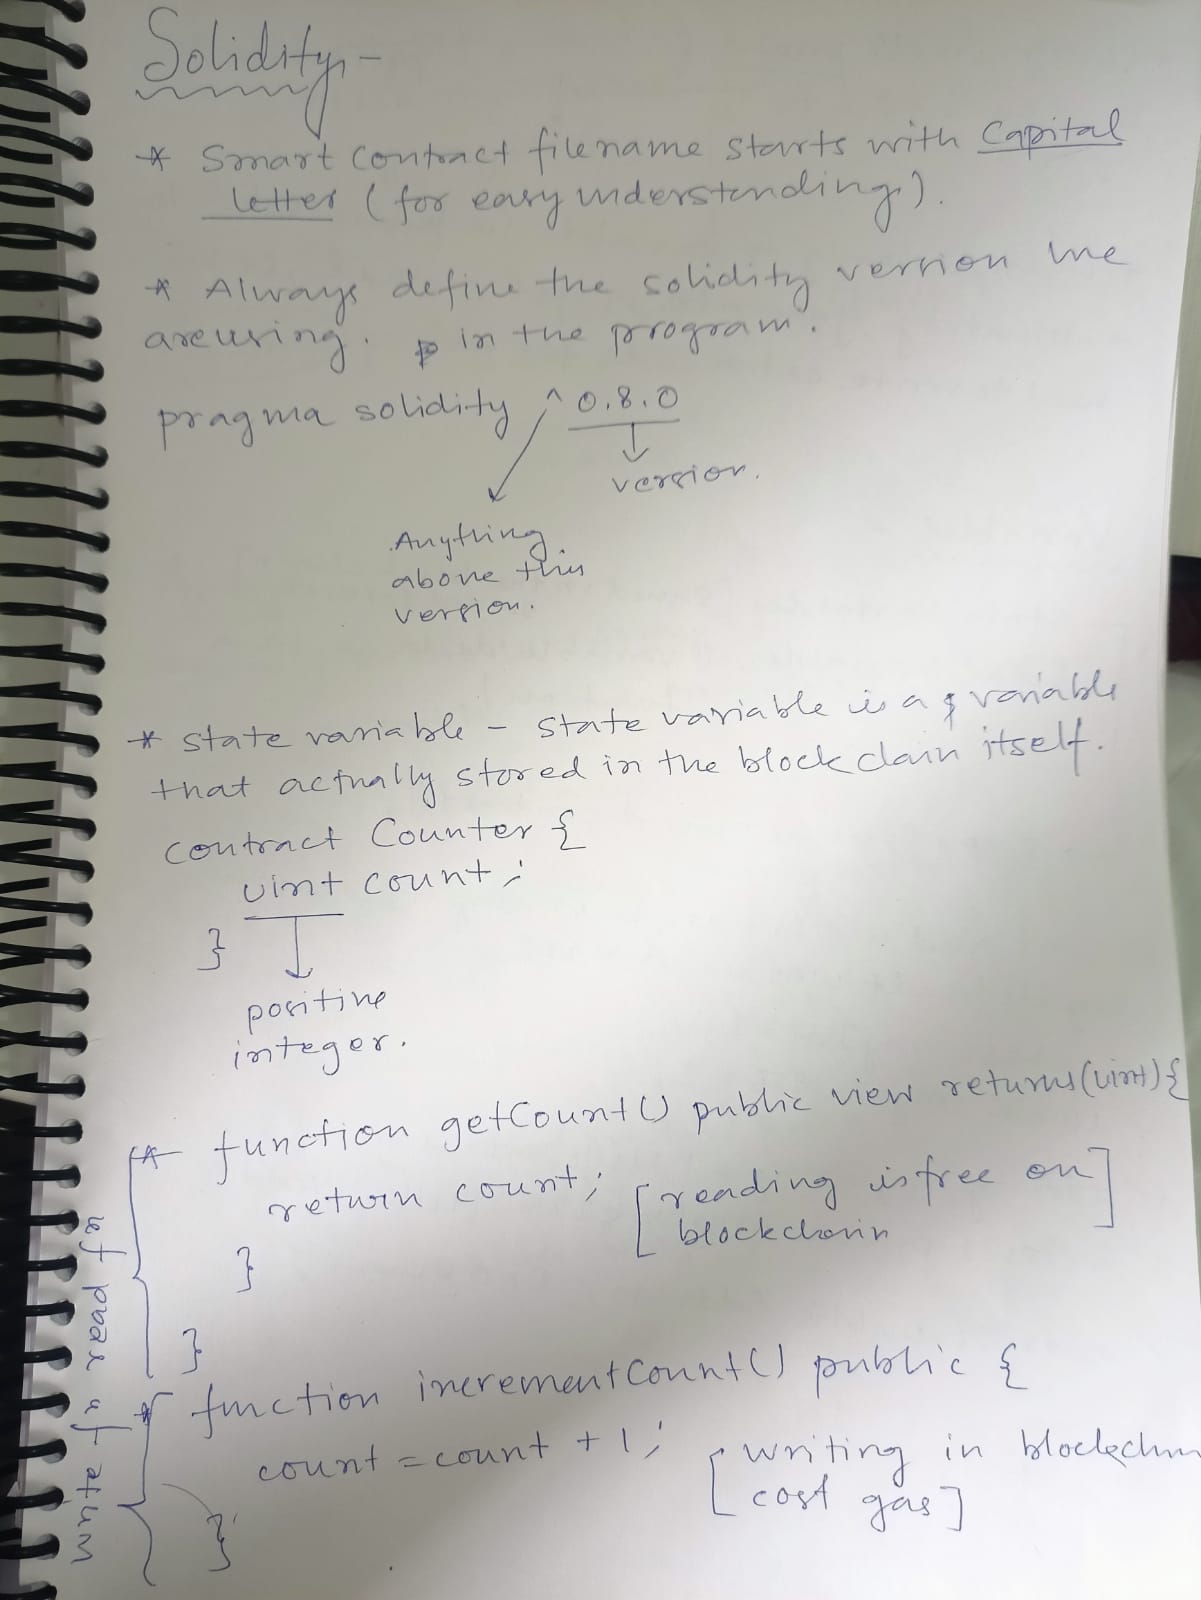 Solidity -
* Smart contract filename starts with Capital
letter (for easy understanding).
* Always define the solidity version we
are using. in the program.
pragma solidity ^ 0.8.0
version.
Anything
above this
version.
* State variable - State variable is a variable
that actually stored in the blockchain itself.
contract Counter {
uint count;
}
positive
integer.
* function getCount() public view returns(uint){
return count; [reading is free on
blockchain]
}
}
read fn
* function incrementCount() public {
count = count + 1; [writing in blockchain
cost gas]
}
write fn